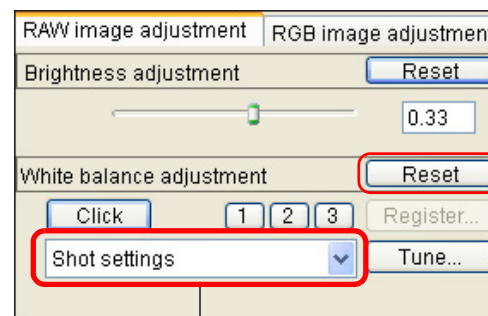 RAW image adjustment RGB image adjustmen
Brightness adjustment Reset
0.33
White balance adjustment Reset
Click 1 2 3 Register...
Shot settings Tune...